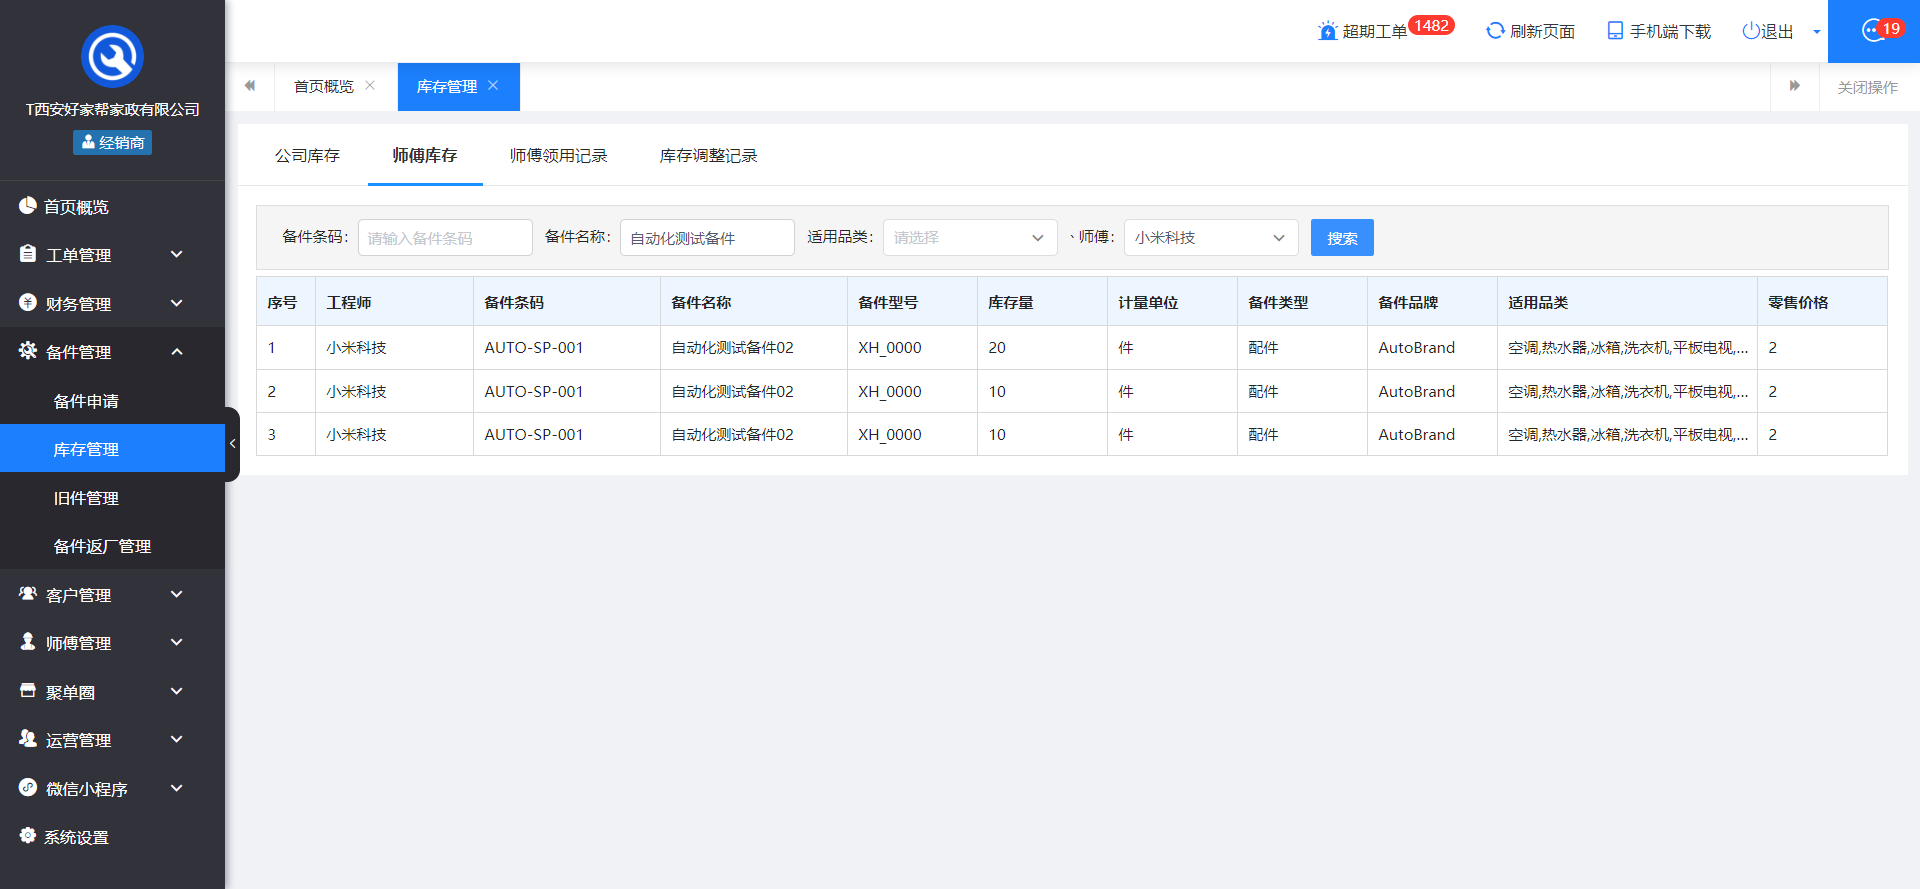 T西安好家帮家政有限公司
经销商
首页概览
工单管理
财务管理
备件管理
备件申请
库存管理
旧件管理
备件返厂管理
客户管理
师傅管理
聚单圈
运营管理
微信小程序
系统设置
超期工单 1482 刷新页面 手机端下载 退出 19
首页概览 库存管理 关闭操作
公司库存 师傅库存 师傅领用记录 库存调整记录
备件条码： 请输入备件条码 备件名称： 自动化测试备件 适用品类： 请选择 、师傅： 小米科技 搜索
序号 工程师 备件条码 备件名称 备件型号 库存量 计量单位 备件类型 备件品牌 适用品类 零售价格
1 小米科技 AUTO-SP-001 自动化测试备件02 XH_0000 20 件 配件 AutoBrand 空调,热水器,冰箱,洗衣机,平板电视,... 2
2 小米科技 AUTO-SP-001 自动化测试备件02 XH_0000 10 件 配件 AutoBrand 空调,热水器,冰箱,洗衣机,平板电视,... 2
3 小米科技 AUTO-SP-001 自动化测试备件02 XH_0000 10 件 配件 AutoBrand 空调,热水器,冰箱,洗衣机,平板电视,... 2